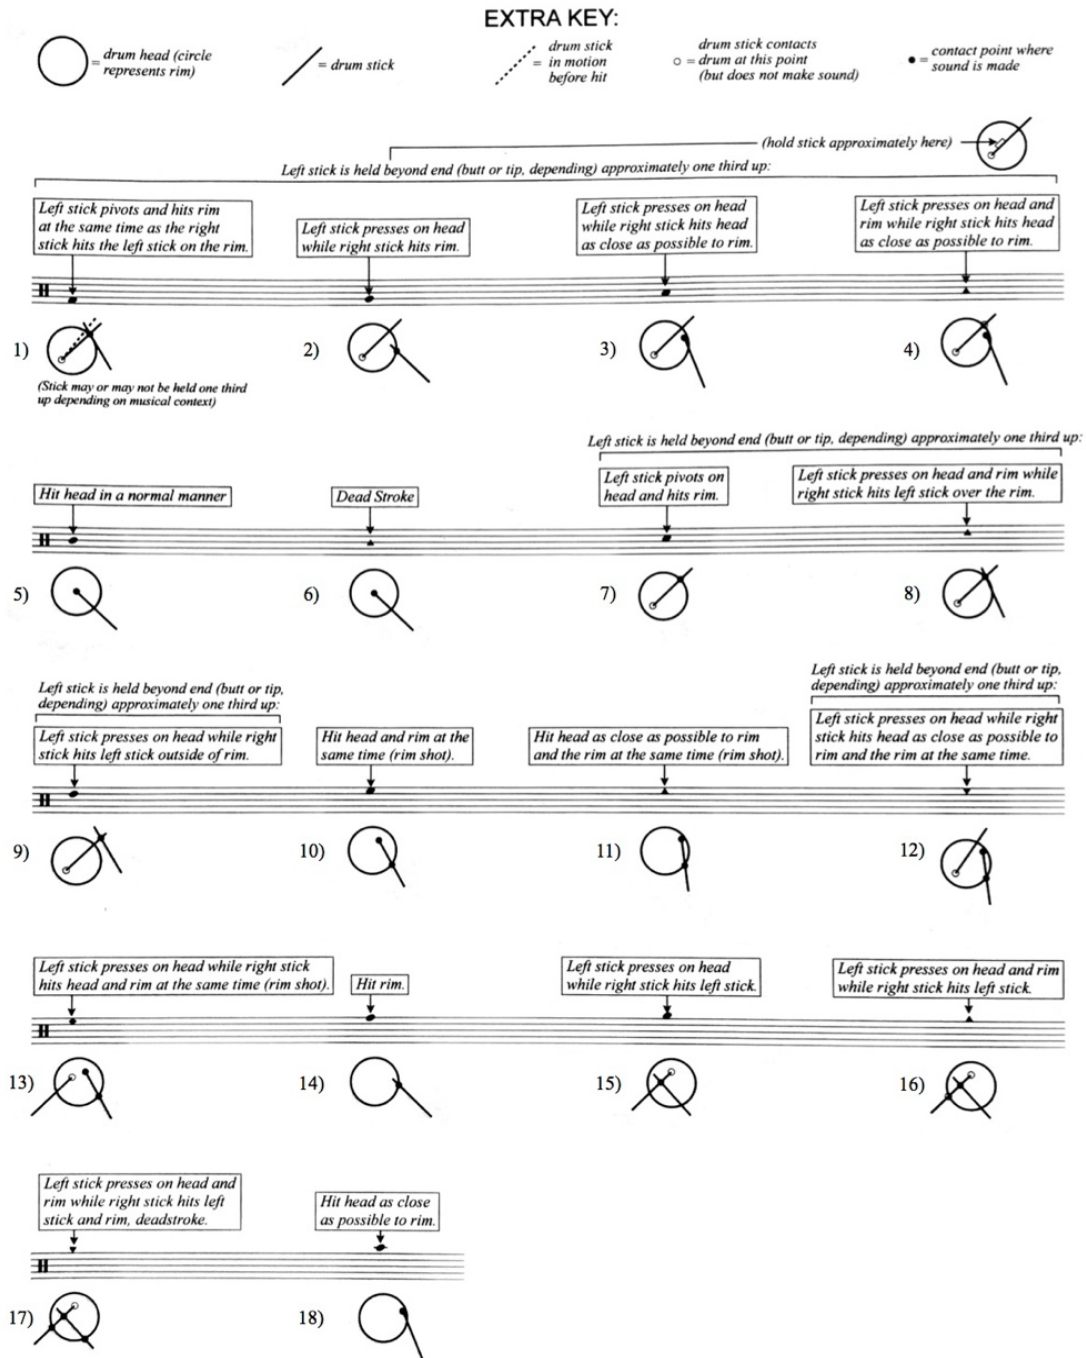 EXTRA KEY:
= drum head (circle
represents rim)
= drum stick
drum stick
= in motion
before hit
drum stick contacts
= drum at this point
(but does not make sound)
= contact point where
sound is made
(hold stick approximately here)
Left stick is held beyond end (butt or tip, depending) approximately one third up:
Left stick pivots and hits rim
at the same time as the right
stick hits the left stick on the rim.
Left stick presses on head
while right stick hits rim.
Left stick presses on head
while right stick hits head
as close as possible to rim.
Left stick presses on head and
rim while right stick hits head
as close as possible to rim.
1)
2)
3)
4)
(Stick may or may not be held one third
up depending on musical context)
Left stick is held beyond end (butt or tip, depending) approximately one third up:
Hit head in a normal manner
Dead Stroke
Left stick pivots on
head and hits rim.
Left stick presses on head and rim while
right stick hits left stick over the rim.
5)
6)
7)
8)
Left stick is held beyond end (butt or tip,
depending) approximately one third up:
Left stick is held beyond end (butt or tip,
depending) approximately one third up:
Left stick presses on head while right
stick hits left stick outside of rim.
Hit head and rim at the
same time (rim shot).
Hit head as close as possible to rim
and the rim at the same time (rim shot).
Left stick presses on head while right
stick hits head as close as possible to
rim and the rim at the same time.
9)
10)
11)
12)
Left stick presses on head while right stick
hits head and rim at the same time (rim shot).
Hit rim.
Left stick presses on head
while right stick hits left stick.
Left stick presses on head and rim
while right stick hits left stick.
13)
14)
15)
16)
Left stick presses on head and
rim while right stick hits left
stick and rim, deadstroke.
Hit head as close
as possible to rim.
17)
18)